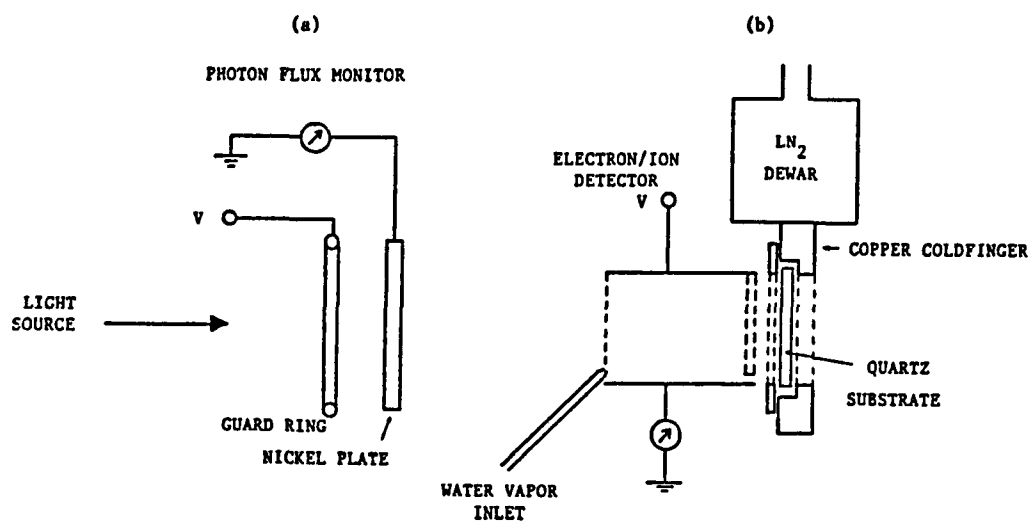 (a)
PHOTON FLUX MONITOR
V
LIGHT
SOURCE
GUARD RING
NICKEL PLATE
(b)
LN2
DEWAR
ELECTRON/ION
DETECTOR
V
COPPER COLDFINGER
QUARTZ
SUBSTRATE
WATER VAPOR
INLET